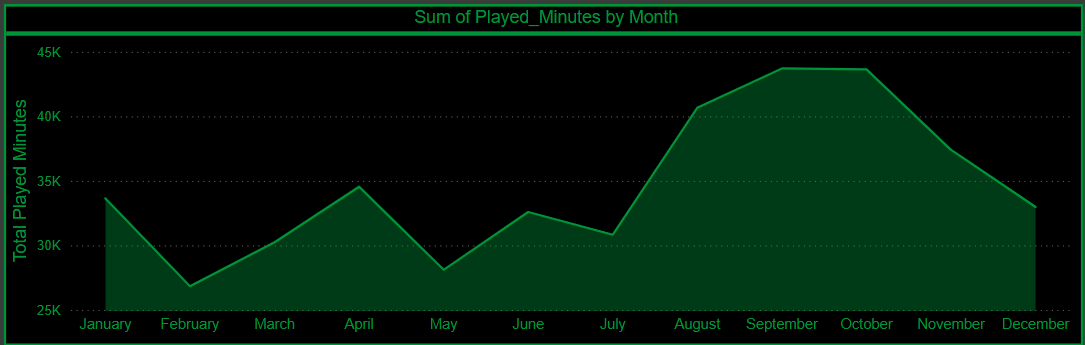 Sum of Played_Minutes by Month
Total Played Minutes
45K
40K
35K
30K
25K
January February March April May June July August September October November December